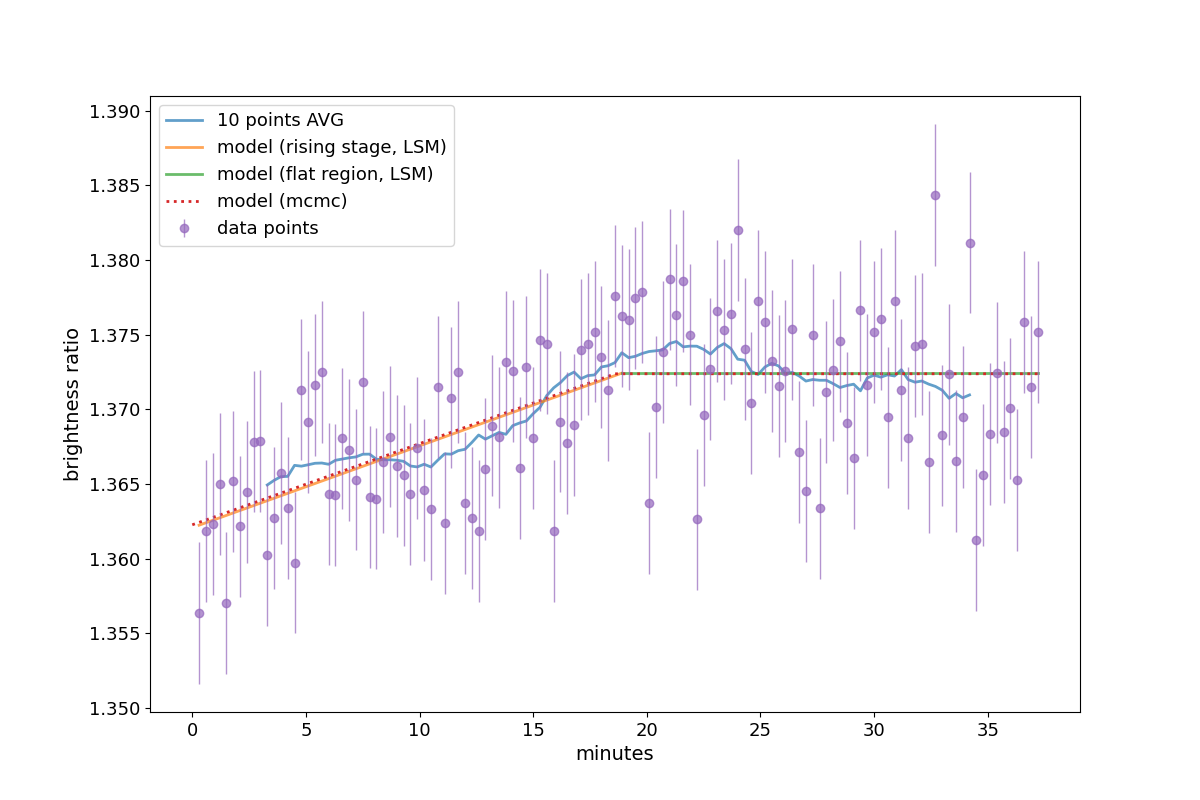 1.390
1.385
1.380
1.375
1.370
1.365
1.360
1.355
1.350
brightness ratio
10 points AVG
model (rising stage, LSM)
model (flat region, LSM)
model (mcmc)
data points
0 5 10 15 20 25 30 35
minutes